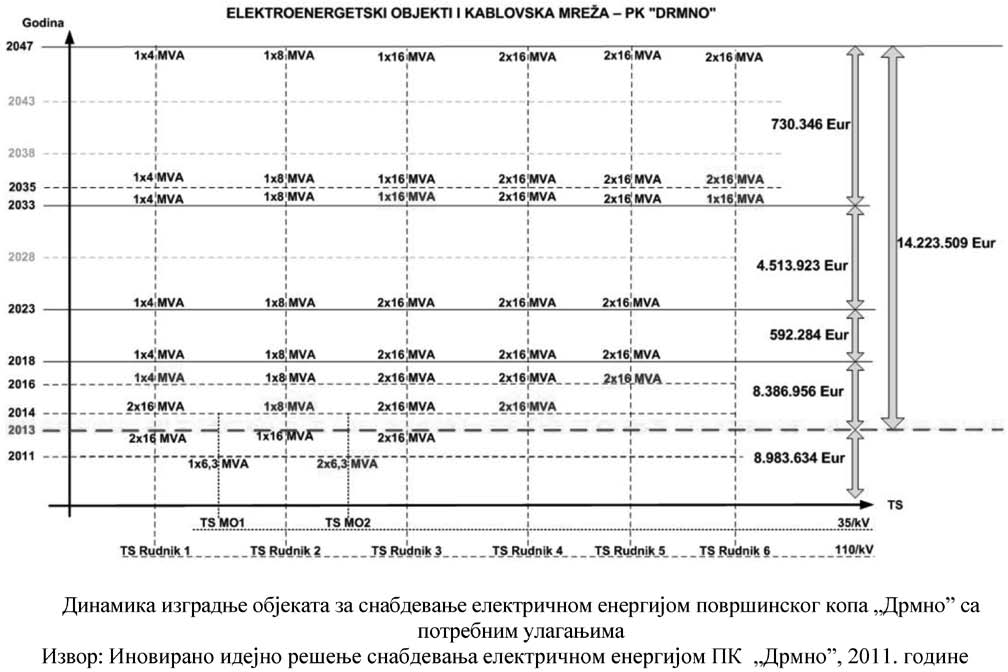 ELEKTROENERGETSKI OBJEKTI I KABLOVSKA MREŽA – PK "DRMNO"
Godina
2047
1x4 MVA 1x8 MVA 1x16 MVA 2x16 MVA 2x16 MVA 2x16 MVA
2043
730.346 Eur
2038
1x4 MVA 1x8 MVA 1x16 MVA 2x16 MVA 2x16 MVA 2x16 MVA
2035
1x4 MVA 1x8 MVA 1x16 MVA 2x16 MVA 2x16 MVA 1x16 MVA
2033
14.223.509 Eur
2028
4.513.923 Eur
1x4 MVA 1x8 MVA 2x16 MVA 2x16 MVA 2x16 MVA
2023
592.284 Eur
1x4 MVA 1x8 MVA 2x16 MVA 2x16 MVA 2x16 MVA
2018
1x4 MVA 1x8 MVA 2x16 MVA 2x16 MVA 2x16 MVA
2016
8.386.956 Eur
2x16 MVA 1x8 MVA 2x16 MVA 2x16 MVA
2014
2013
2x16 MVA 1x16 MVA 2x16 MVA
2011
8.983.634 Eur
1x6,3 MVA 2x6,3 MVA
TS
TS MO1 TS MO2 35/kV
TS Rudnik 1 TS Rudnik 2 TS Rudnik 3 TS Rudnik 4 TS Rudnik 5 TS Rudnik 6 110/kV
Динамика изградње објеката за снабдевање електричном енергијом површинског копа „Дрмно” са
потребним улагањима
Извор: Иновирано идејно решење снабдевања електричном енергијом ПК „Дрмно”, 2011. године